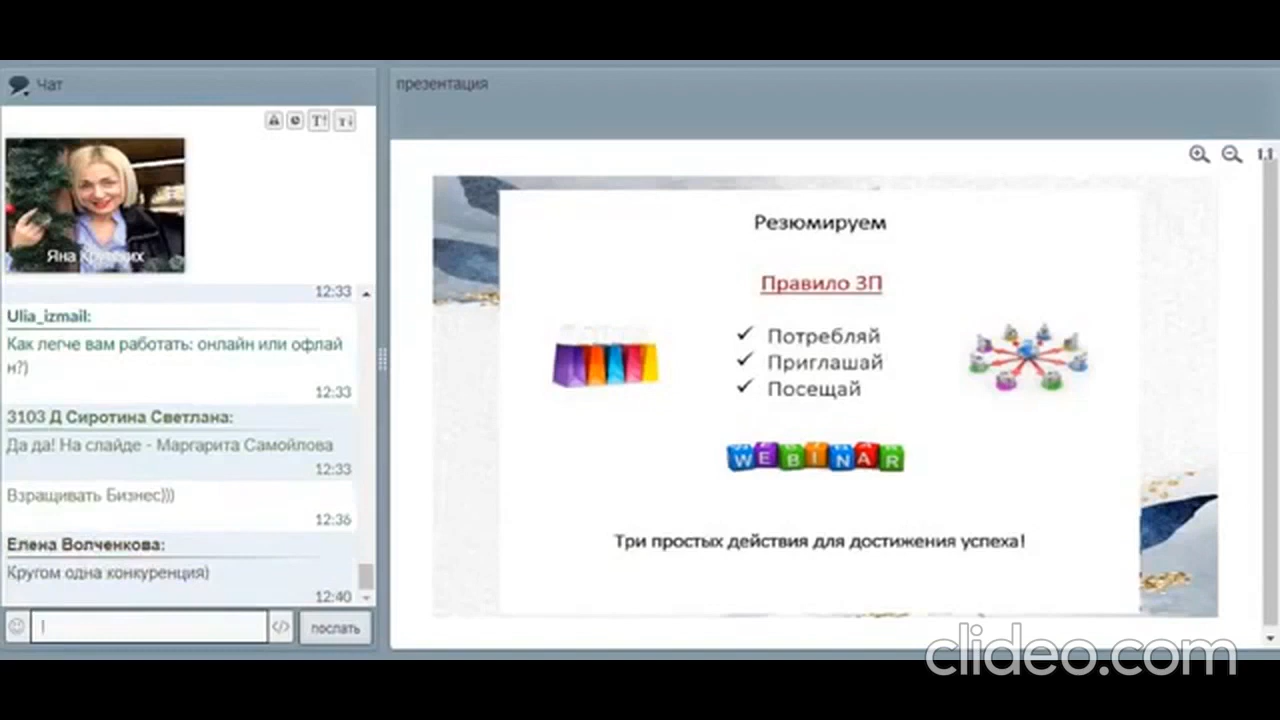 Чат
Яна
12:33
Ulia_izmail:
Как легче вам работать: онлайн или офлай
н?)
12:33
3103 Д Сиротина Светлана:
Да да! На слайде - Маргарита Самойлова
12:33
Взращивать Бизнес)))
12:36
Елена Волченкова:
Кругом одна конкуренция)
12:40
послать
презентация
1:1
Резюмируем
Правило 3П
Потребляй
Приглашай
Посещай
WEBINAR
Три простых действия для достижения успеха!
clideo.com